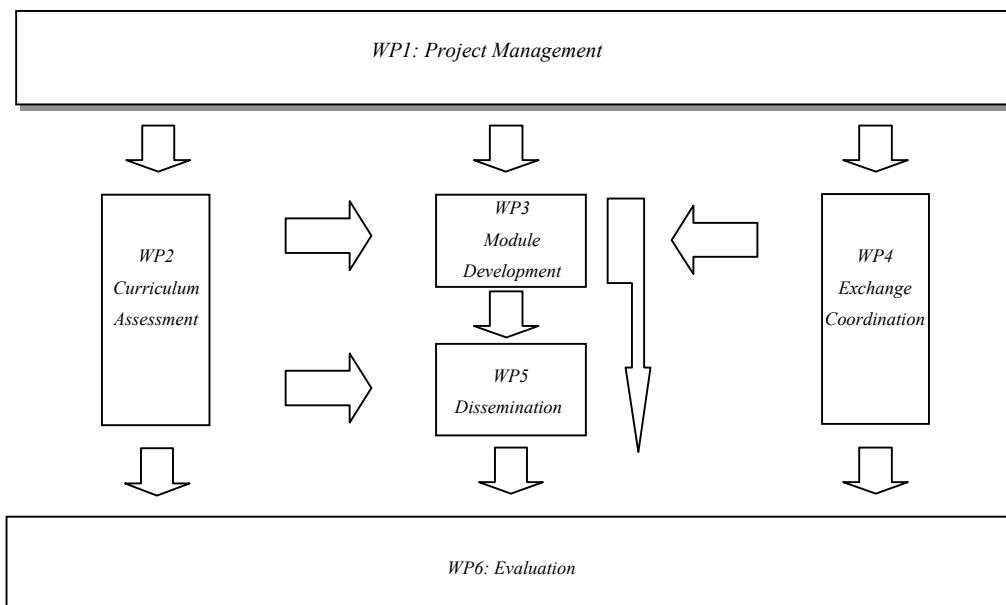 WP1: Project Management
WP2
Curriculum
Assessment
WP3
Module
Development
WP4
Exchange
Coordination
WP5
Dissemination
WP6: Evaluation